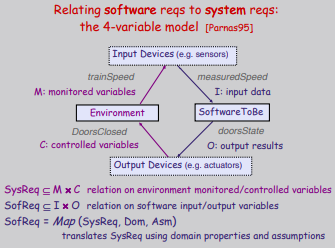 Relating software reqs to system reqs:
the 4-variable model [Parnas95]
Input Devices (e.g. sensors)
trainSpeed
measuredSpeed
M: monitored variables
I: input data
Environment
SoftwareToBe
DoorsClosed
doorsState
C: controlled variables
O: output results
Output Devices (e.g. actuators)
SysReq ⊆ M × C relation on environment monitored/controlled variables
SofReq ⊆ I × O relation on software input/output variables
SofReq = Map (SysReq, Dom, Asm)
translates SysReq using domain properties and assumptions